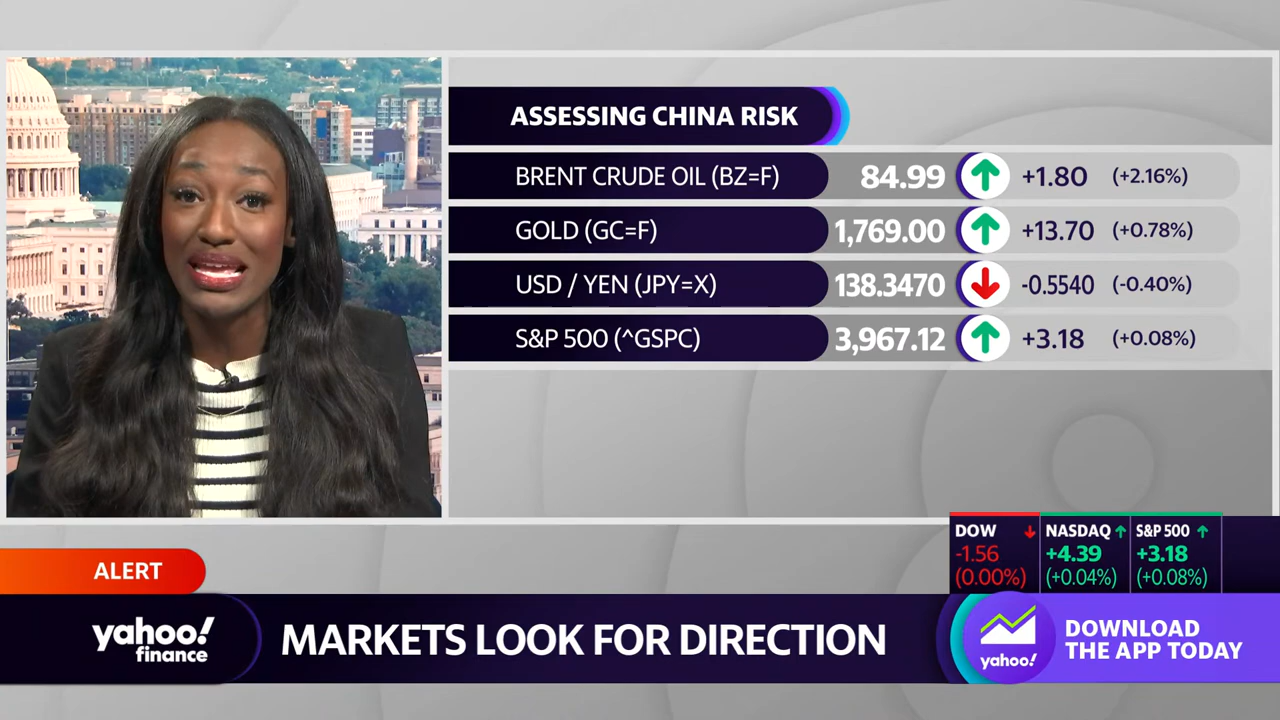 ASSESSING CHINA RISK
BRENT CRUDE OIL (BZ=F) 84.99 +1.80 (+2.16%)
GOLD (GC=F) 1,769.00 +13.70 (+0.78%)
USD / YEN (JPY=X) 138.3470 -0.5540 (-0.40%)
S&P 500 (^GSPC) 3,967.12 +3.18 (+0.08%)
DOW NASDAQ S&P 500
-1.56 +4.39 +3.18
(0.00%) (+0.04%) (+0.08%)
ALERT
yahoo!
finance
MARKETS LOOK FOR DIRECTION
yahoo!
DOWNLOAD
THE APP TODAY